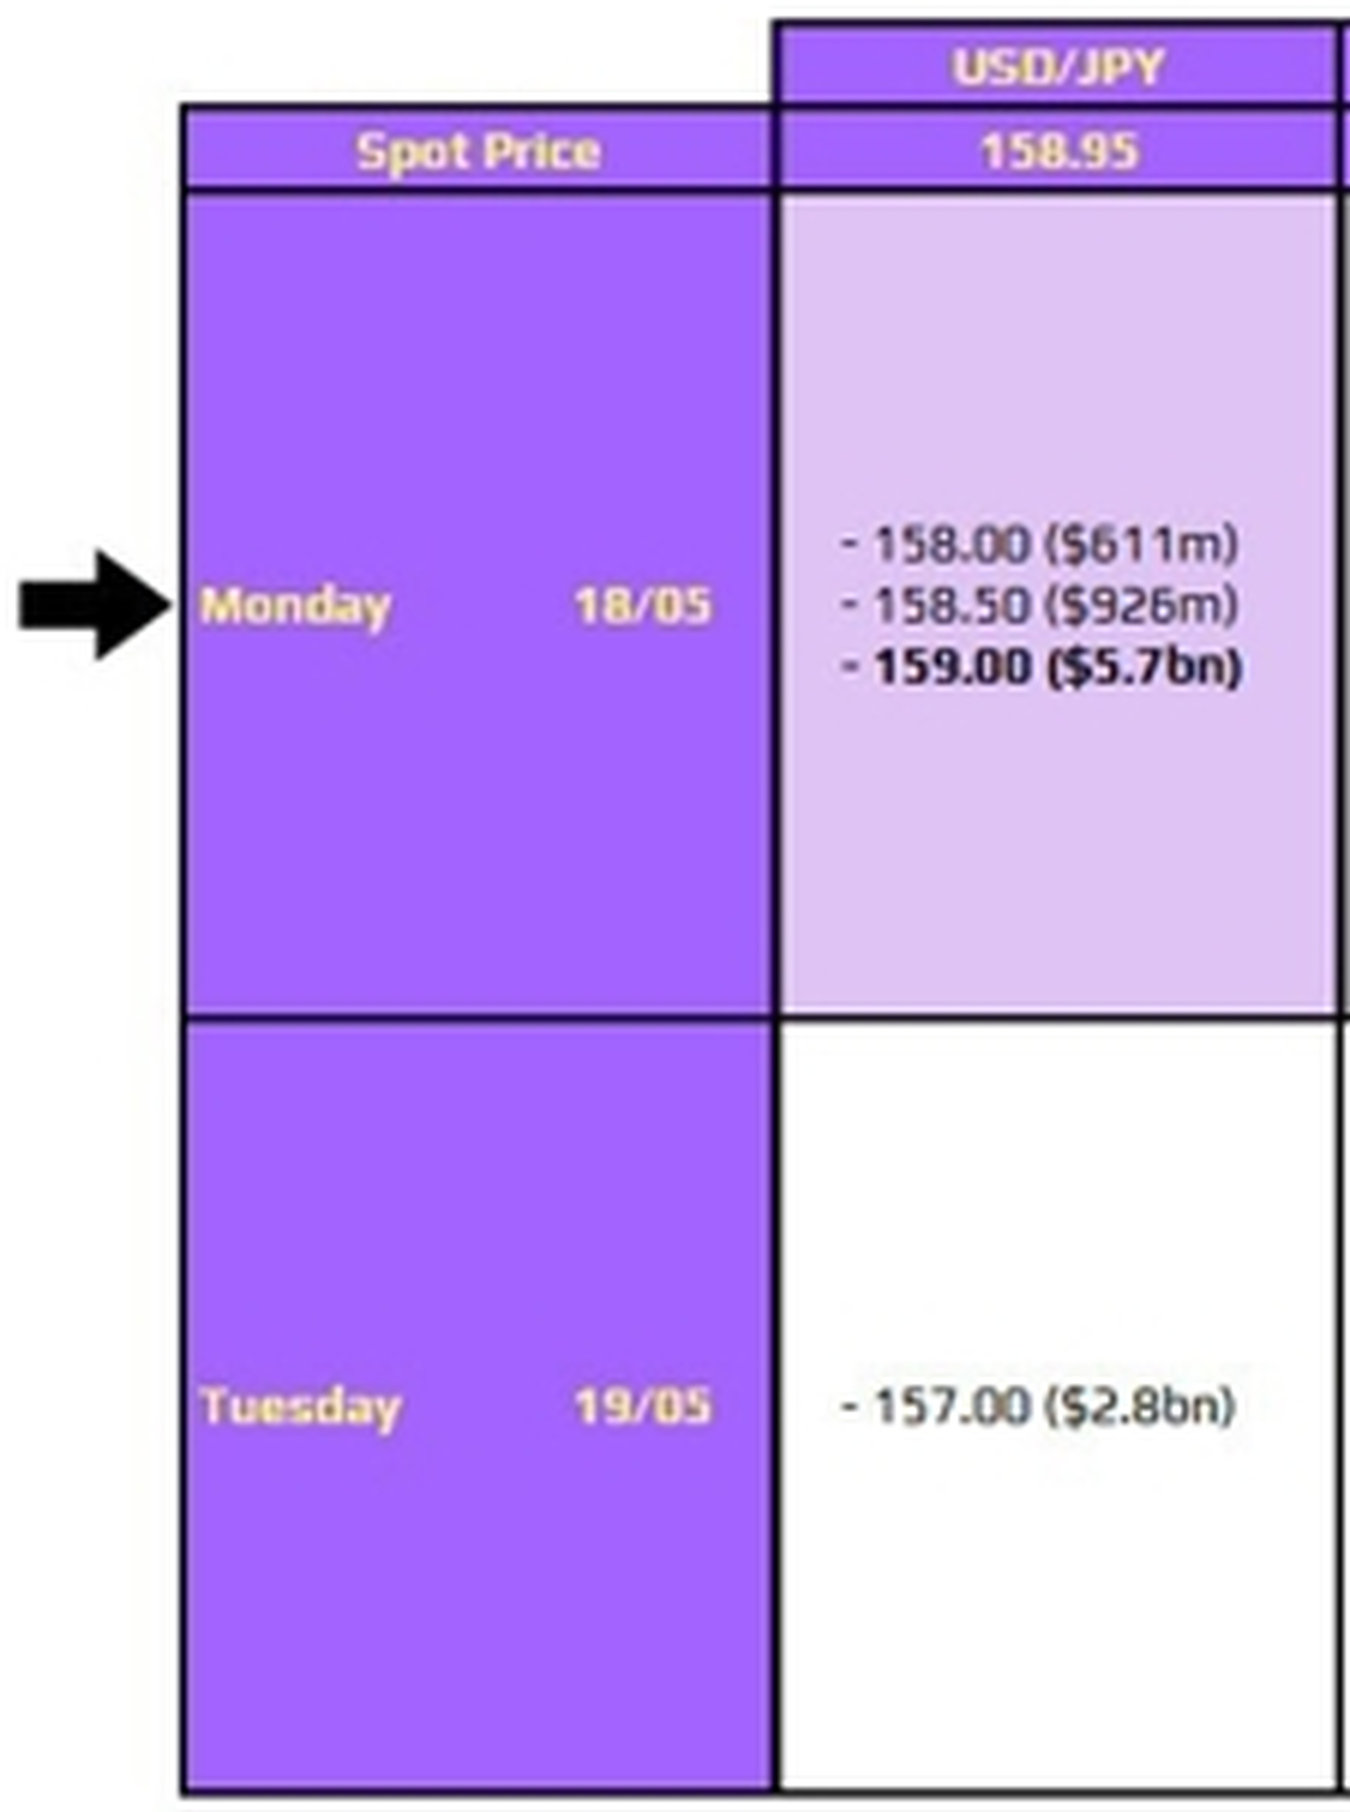 USD/JPY
Spot Price 158.95
- 158.00 ($611m)
Monday 18/05 - 158.50 ($926m)
- 159.00 ($5.7bn)
Tuesday 19/05 - 157.00 ($2.8bn)